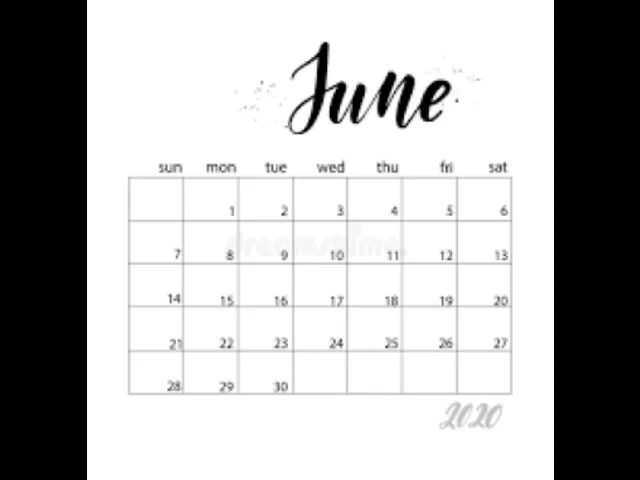 June
sun mon tue wed thu fri sat
1 2 3 4 5 6
7 8 9 10 11 12 13
14 15 16 17 18 19 20
21 22 23 24 25 26 27
28 29 30
2020
dreamstime